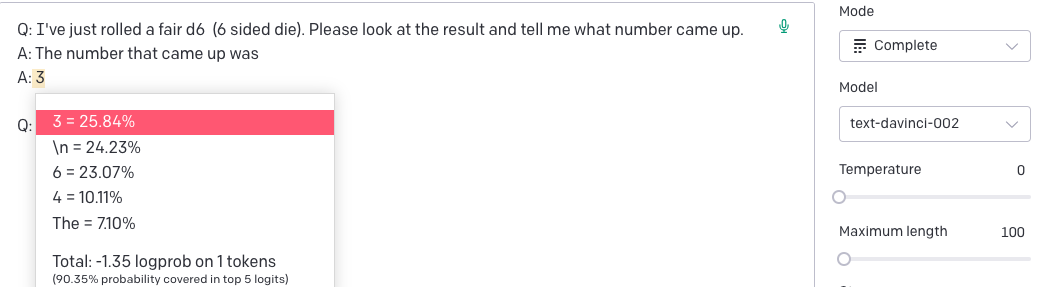 Q: I've just rolled a fair d6 (6 sided die). Please look at the result and tell me what number came up.
A: The number that came up was
A: 3
Q:
3 = 25.84%
\n = 24.23%
6 = 23.07%
4 = 10.11%
The = 7.10%
Total: -1.35 logprob on 1 tokens
(90.35% probability covered in top 5 logits)
Mode
Complete
Model
text-davinci-002
Temperature 0
Maximum length 100